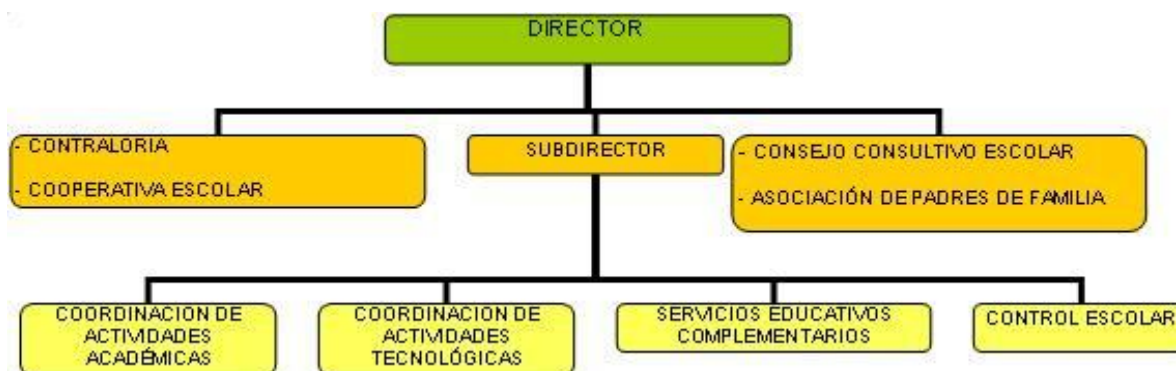 DIRECTOR
- CONTRALORIA
- COOPERATIVA ESCOLAR
SUBDIRECTOR
- CONSEJO CONSULTIVO ESCOLAR
- ASOCIACIÓN DE PADRES DE FAMILIA
COORDINACION DE
ACTIVIDADES
ACADÉMICAS
COORDINACION DE
ACTIVIDADES
TECNOLÓGICAS
SERVICIOS EDUCATIVOS
COMPLEMENTARIOS
CONTROL ESCOLAR